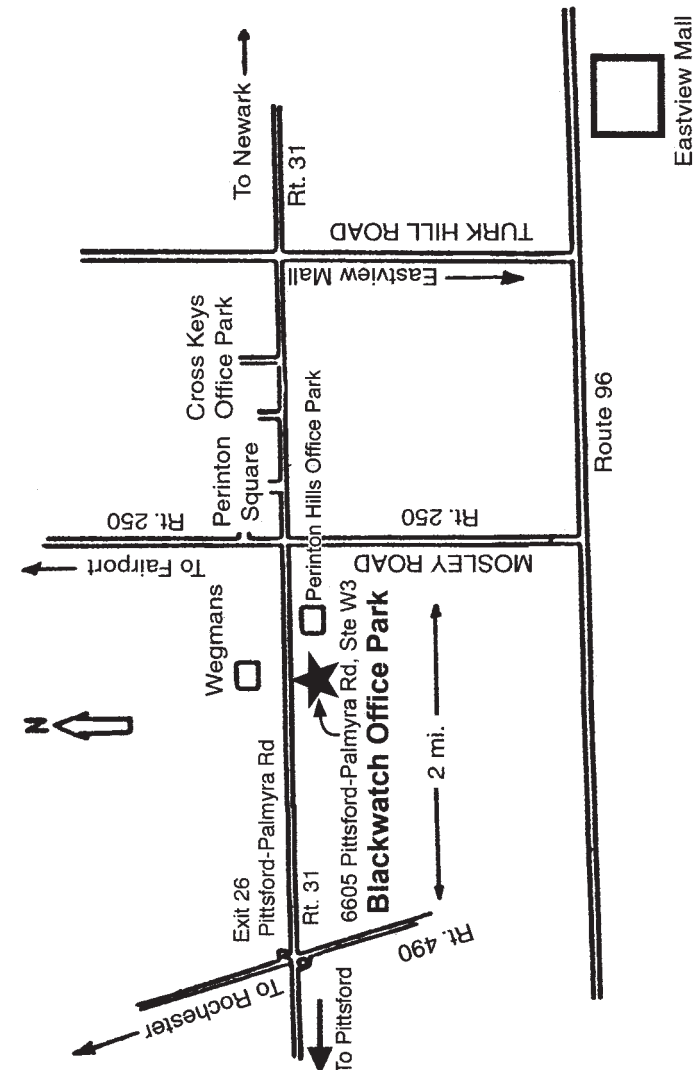 To Newark
Rt. 31
TURK HILL ROAD
Eastview Mall
Eastview Mall
Cross Keys
Office Park
Perinton
Square
Perinton Hills Office Park
Route 96
Rt. 250
Rt. 250
To Fairport
MOSLEY ROAD
Wegmans
N
6605 Pittsford-Palmyra Rd, Ste W3
Blackwatch Office Park
2 mi.
Exit 26
Pittsford-Palmyra Rd
Rt. 31
Rt. 490
To Rochester
To Pittsford